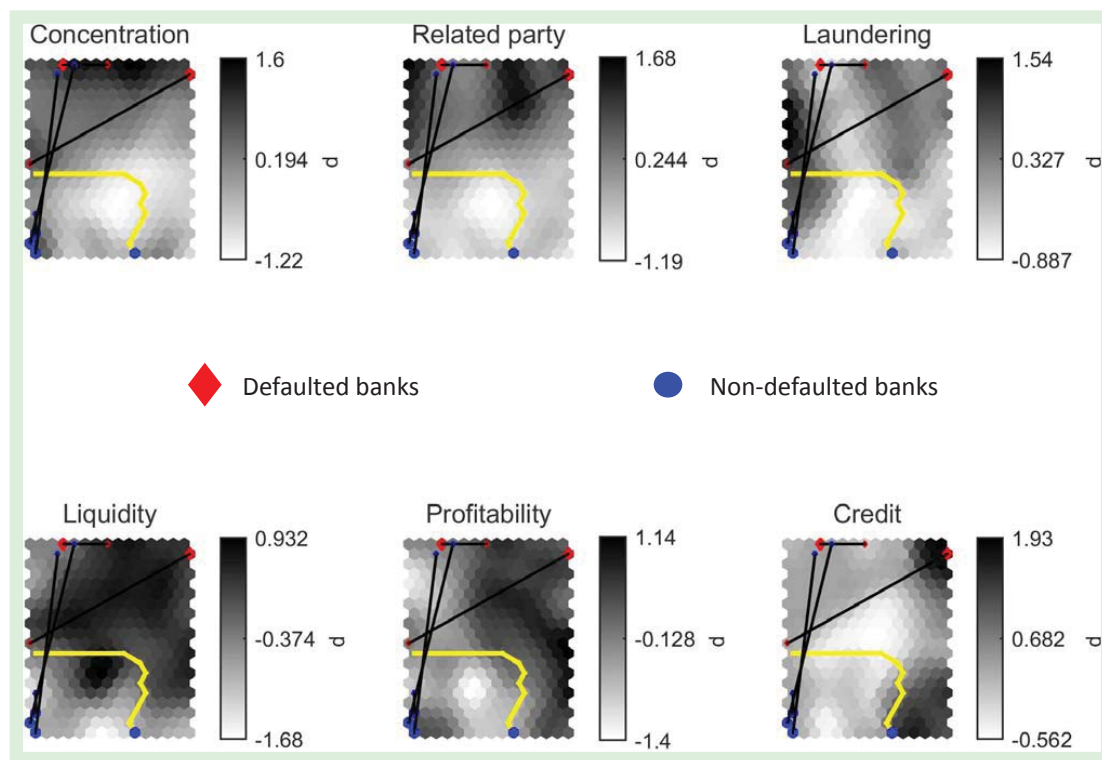 Concentration
1.6
0.194
d
-1.22
Related party
1.68
0.244
d
-1.19
Laundering
1.54
0.327
d
-0.887
Defaulted banks
Non-defaulted banks
Liquidity
0.932
-0.374
d
-1.68
Profitability
1.14
-0.128
d
-1.4
Credit
1.93
0.682
d
-0.562